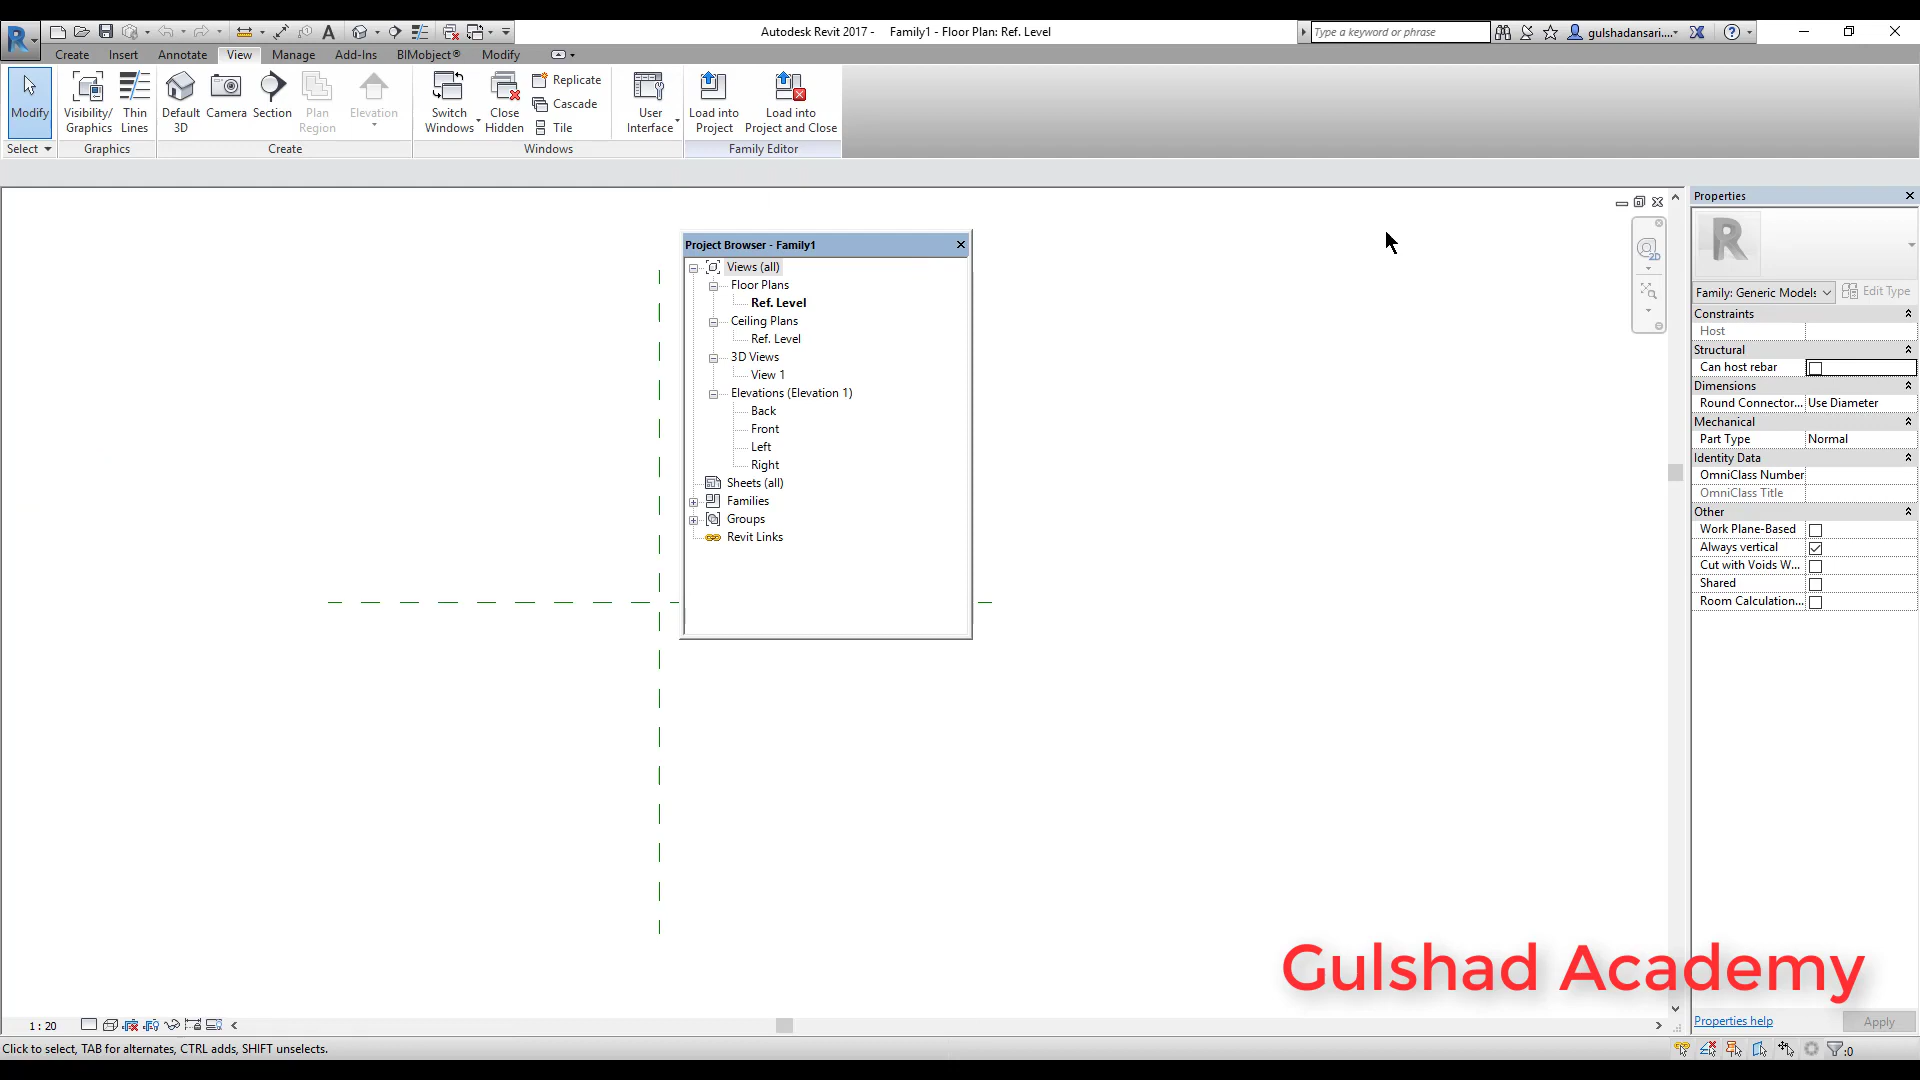 Autodesk Revit 2017 - Family1 - Floor Plan: Ref. Level
Type a keyword or phrase
gulshadansari....
Create Insert Annotate View Manage Add-Ins BIMobject® Modify
Modify
Visibility/ Graphics
Thin Lines
Default 3D
Camera
Section
Plan Region
Elevation
Switch Windows
Close Hidden
Replicate
Cascade
Tile
User Interface
Load into Project
Load into Project and Close
Select
Graphics
Create
Windows
Family Editor
Project Browser - Family1
Views (all)
Floor Plans
Ref. Level
Ceiling Plans
Ref. Level
3D Views
View 1
Elevations (Elevation 1)
Back
Front
Left
Right
Sheets (all)
Families
Groups
Revit Links
2D
Properties
R
Family: Generic Models
Edit Type
Constraints
Host
Structural
Can host rebar
Dimensions
Round Connector... Use Diameter
Mechanical
Part Type Normal
Identity Data
OmniClass Number
OmniClass Title
Other
Work Plane-Based
Always vertical
Cut with Voids W...
Shared
Room Calculation...
Gulshad Academy
Properties help
Apply
1 : 20
Click to select, TAB for alternates, CTRL adds, SHIFT unselects.
:0